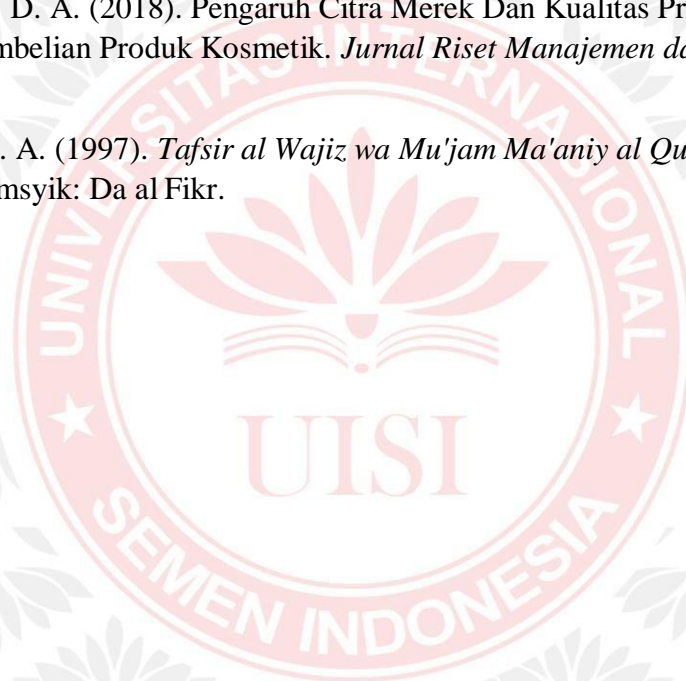 D. A. (2018). Pengaruh Citra Merek Dan Kualitas Pr
mbelian Produk Kosmetik. Jurnal Riset Manajemen da
. A. (1997). Tafsir al Wajiz wa Mu'jam Ma'aniy al Qu
msyik: Da al Fikr.
UNIVERSITAS INTERNASIONAL
UISI
SEMEN INDONESIA